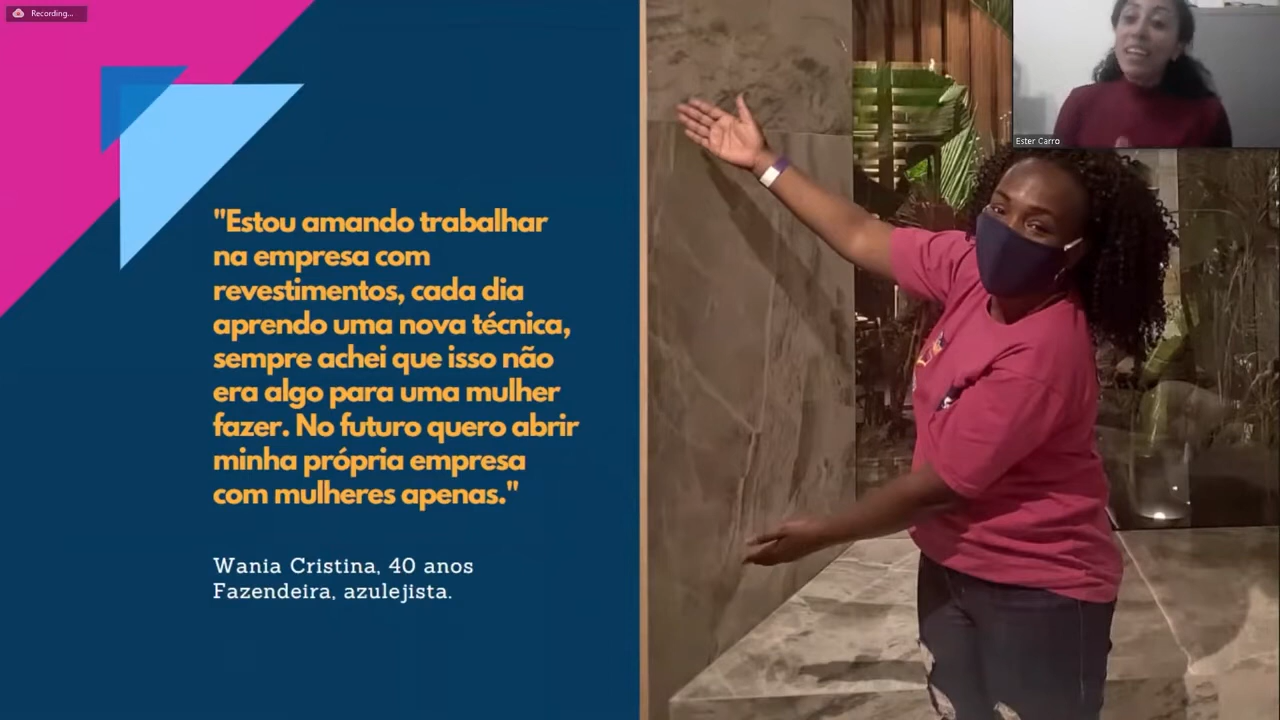 Recording...
"Estou amando trabalhar
na empresa com
revestimentos, cada dia
aprendo uma nova técnica,
sempre achei que isso não
era algo para uma mulher
fazer. No futuro quero abrir
minha própria empresa
com mulheres apenas."
Wania Cristina, 40 anos
Fazendeira, azulejista.
Ester Carro